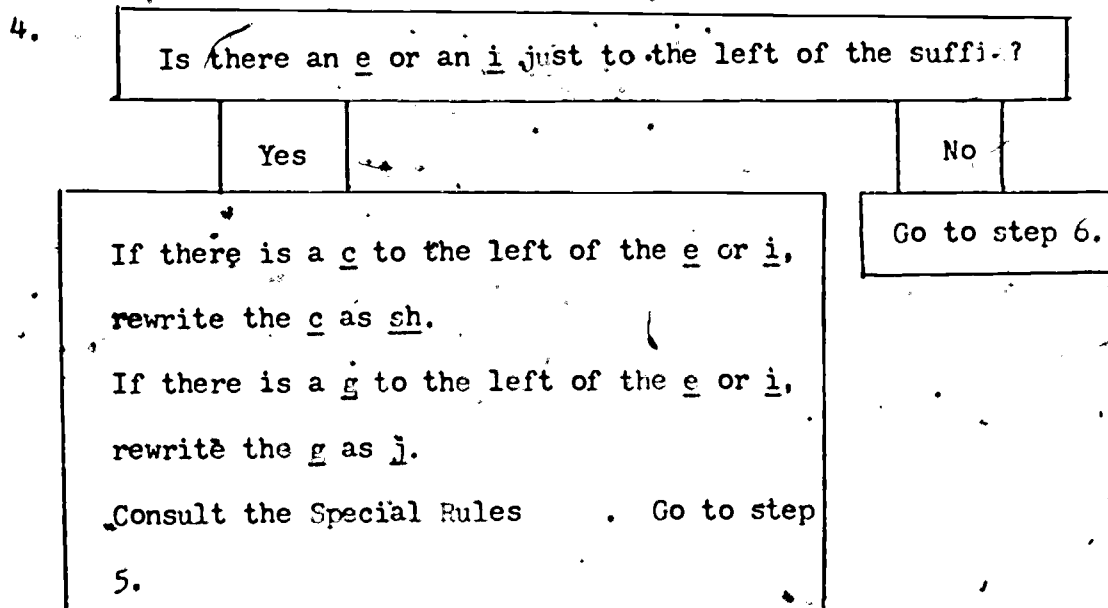 4.
Is there an e or an i just to the left of the suffi.?
Yes
No
If there is a c to the left of the e or i,
rewrite the c as sh.
If there is a g to the left of the e or i,
rewrite the g as j.
Consult the Special Rules . Go to step
5.
Go to step 6.